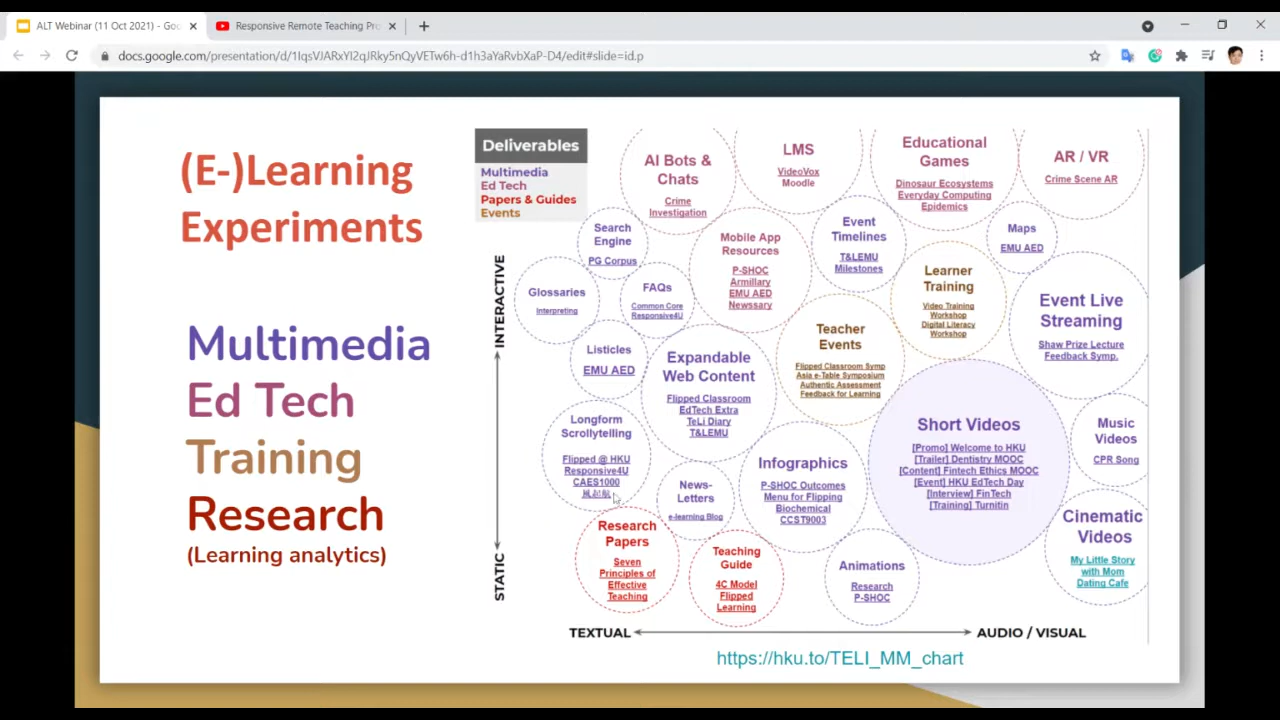 ALT Webinar (11 Oct 2021) - Goo
Responsive Remote Teaching Pro
docs.google.com/presentation/d/1IqsVJARxYI2qJRky5nQyVETw6h-d1h3aYaRvbXaP-D4/edit#slide=id.p
(E-)Learning
Experiments
Multimedia
Ed Tech
Training
Research
(Learning analytics)
Deliverables
Multimedia
Ed Tech
Papers & Guides
Events
INTERACTIVE
STATIC
TEXTUAL
AUDIO / VISUAL
AI Bots &
Chats
Crime
Investigation
LMS
VideoVox
Moodle
Educational
Games
Dinosaur Ecosystems
Everyday Computing
Epidemics
AR / VR
Crime Scene AR
Search
Engine
PG Corpus
Mobile App
Resources
P-SHOC
Armillary
EMU AED
Newssary
Event
Timelines
T&LEMU
Milestones
Maps
EMU AED
Glossaries
Interpreting
FAQs
Common Core
Responsive4U
Learner
Training
Video Training
Workshop
Digital Literacy
Workshop
Event Live
Streaming
Shaw Prize Lecture
Feedback Symp.
Listicles
EMU AED
Expandable
Web Content
Flipped Classroom
EdTech Extra
TeLi Diary
T&LEMU
Teacher
Events
Flipped Classroom Symp
Asia e-Table Symposium
Authentic Assessment
Feedback for Learning
Longform
Scrollytelling
Flipped @ HKU
Responsive4U
CAES1000
News-
Letters
e-learning Blog
Infographics
P-SHOC Outcomes
Menu for Flipping
Biochemical
CCST9003
Short Videos
[Promo] Welcome to HKU
[Trailer] Dentistry MOOC
[Content] Fintech Ethics MOOC
[Event] HKU EdTech Day
[Interview] FinTech
[Training] Turnitin
Music
Videos
CPR Song
Research
Papers
Seven
Principles of
Effective
Teaching
Teaching
Guide
4C Model
Flipped
Learning
Animations
Research
P-SHOC
Cinematic
Videos
My Little Story
with Mom
Dating Cafe
https://hku.to/TELI_MM_chart